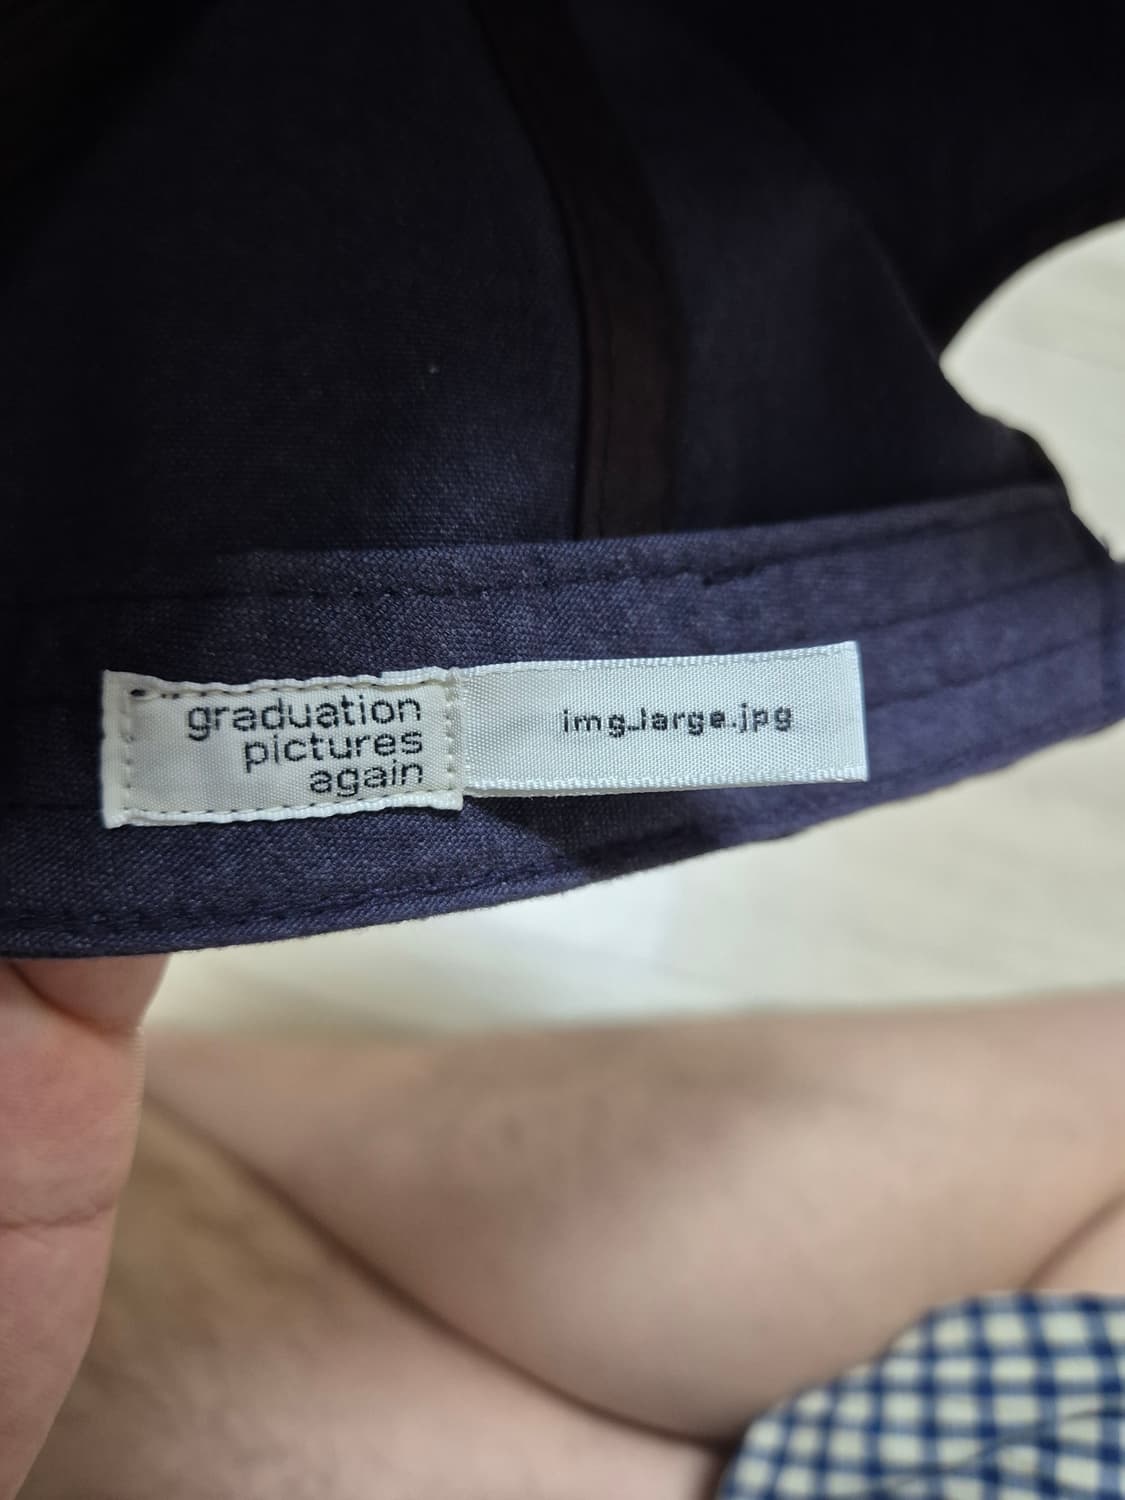 graduation
pictures
again
img_large.jpg